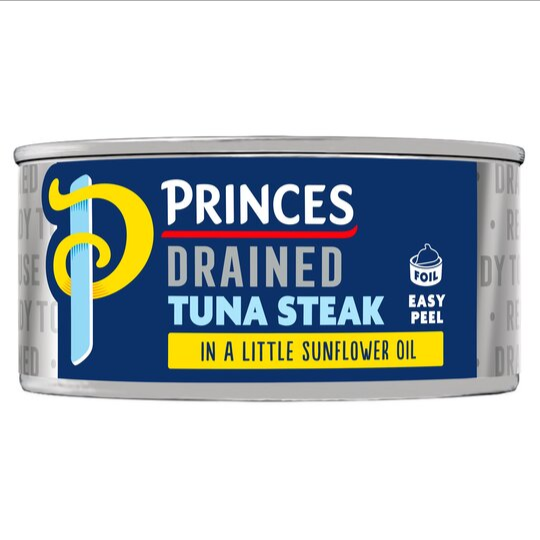 PRINCES
DRAINED
TUNA STEAK
IN A LITTLE SUNFLOWER OIL
FOIL
EASY
PEEL